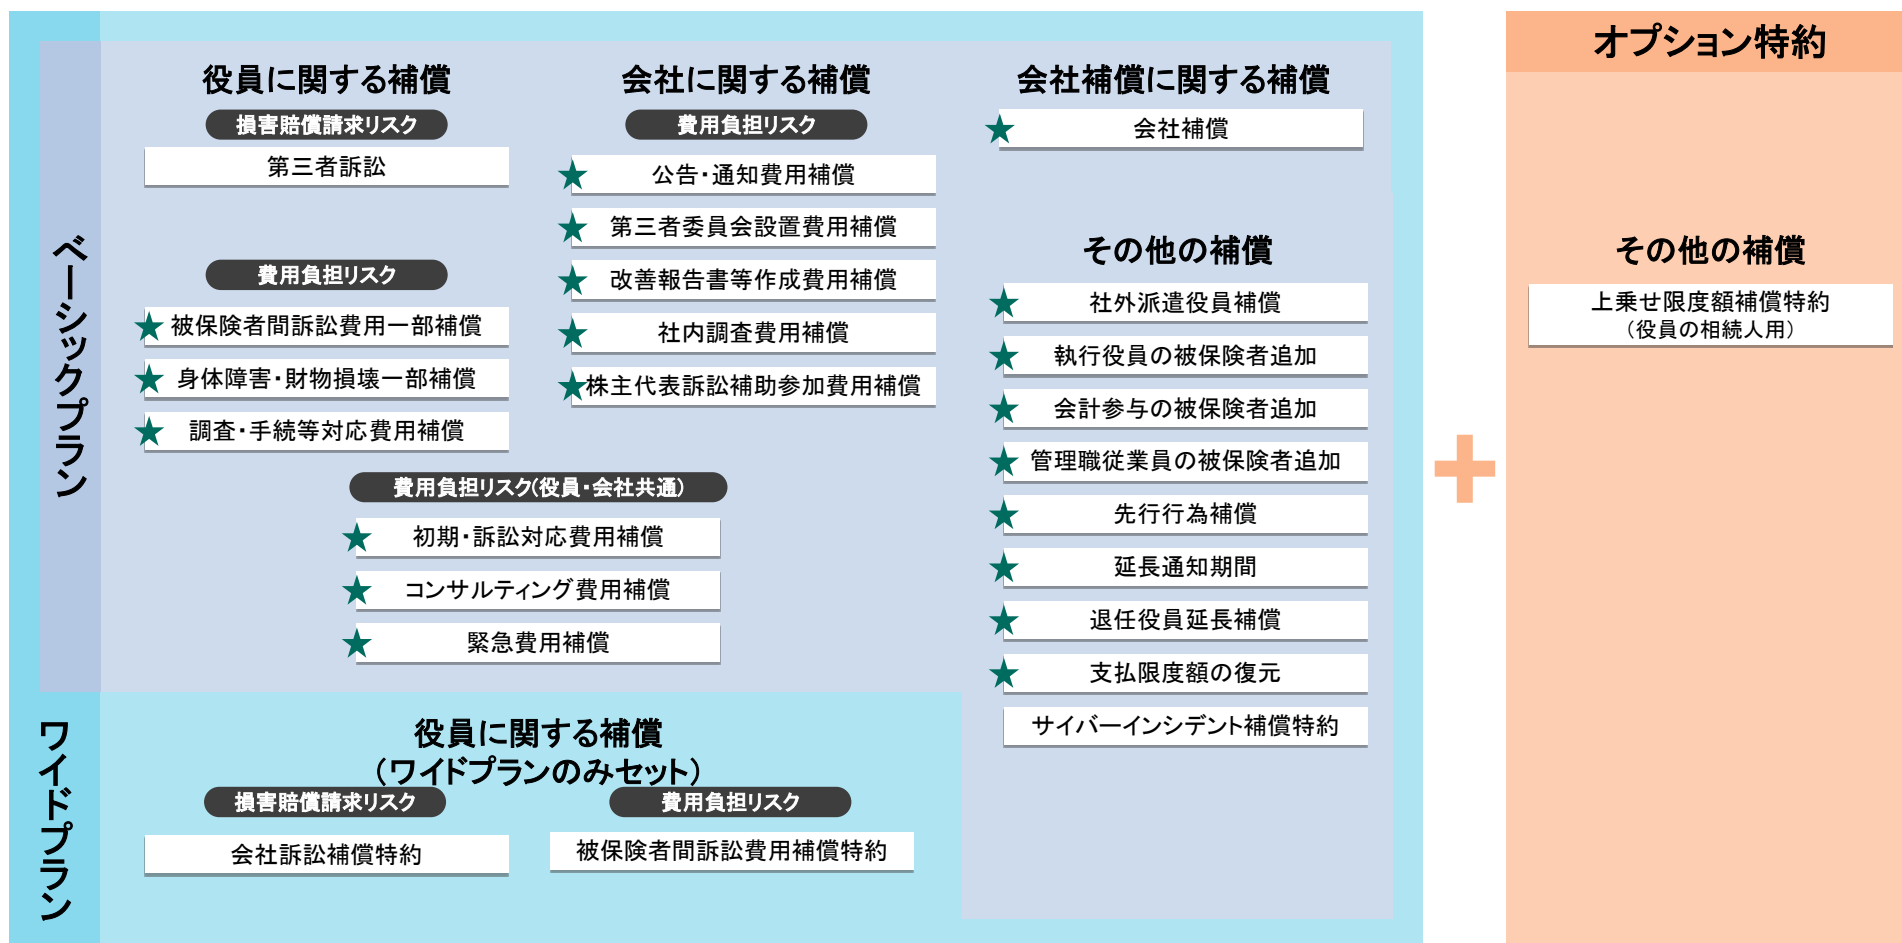 ベーシックプラン
役員に関する補償
損害賠償請求リスク
第三者訴訟
費用負担リスク
被保険者間訴訟費用一部補償
身体障害・財物損壊一部補償
調査・手続等対応費用補償
会社に関する補償
費用負担リスク
公告・通知費用補償
第三者委員会設置費用補償
改善報告書等作成費用補償
社内調査費用補償
株主代表訴訟補助参加費用補償
費用負担リスク(役員・会社共通)
初期・訴訟対応費用補償
コンサルティング費用補償
緊急費用補償
会社補償に関する補償
会社補償
その他の補償
社外派遣役員補償
執行役員の被保険者追加
会計参与の被保険者追加
管理職従業員の被保険者追加
先行行為補償
延長通知期間
退任役員延長補償
支払限度額の復元
サイバーインシデント補償特約
ワイドプラン
役員に関する補償
（ワイドプランのみセット）
損害賠償請求リスク
会社訴訟補償特約
費用負担リスク
被保険者間訴訟費用補償特約
+
オプション特約
その他の補償
上乗せ限度額補償特約
（役員の相続人用）